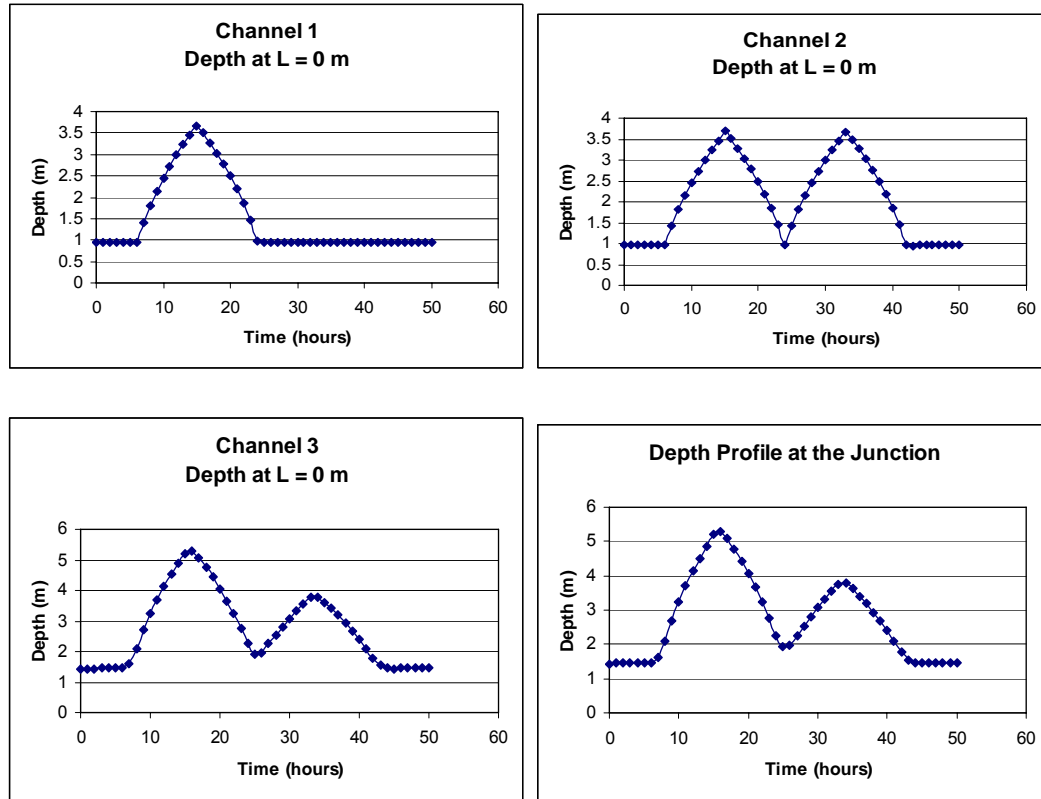 Channel 1
Depth at L = 0 m
4
3.5
3
2.5
2
1.5
1
0.5
0
Depth (m)
0 10 20 30 40 50 60
Time (hours)
Channel 2
Depth at L = 0 m
4
3.5
3
2.5
2
1.5
1
0.5
0
Depth (m)
0 10 20 30 40 50 60
Time (hours)
Channel 3
Depth at L = 0 m
6
5
4
3
2
1
0
Depth (m)
0 10 20 30 40 50 60
Time (hours)
Depth Profile at the Junction
6
5
4
3
2
1
0
Depth (m)
0 10 20 30 40 50 60
Time (hours)